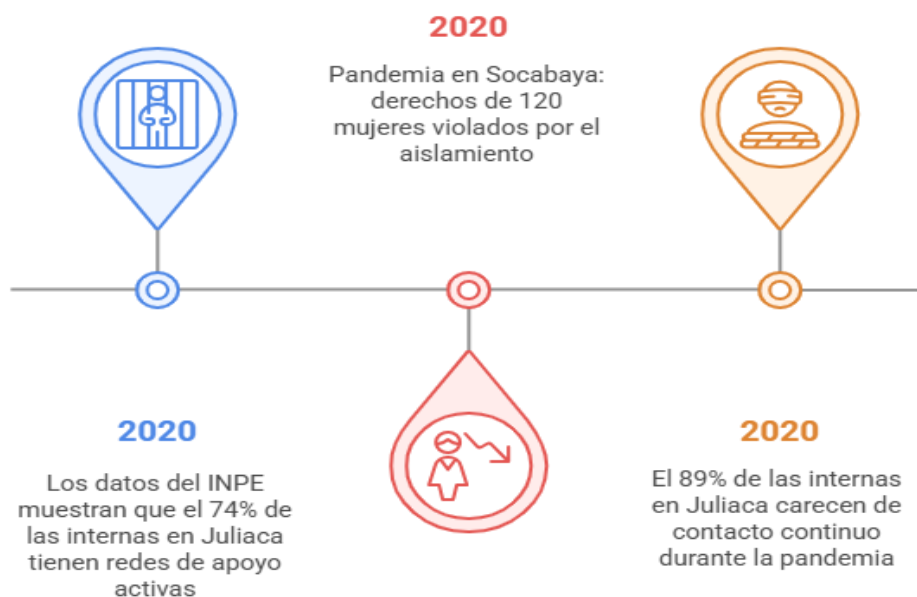 2020
Pandemia en Socabaya:
derechos de 120
mujeres violados por el
aislamiento
2020
Los datos del INPE
muestran que el 74% de
las internas en Juliaca
tienen redes de apoyo
activas
2020
El 89% de las internas
en Juliaca carecen de
contacto continuo
durante la pandemia